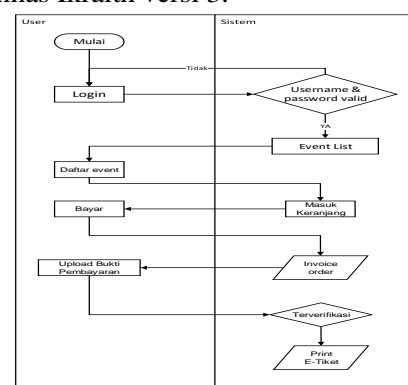 User
Sistem
Mulai
Tidak
Login
Username &
password valid
YA
Event List
Daftar event
Bayar
Masuk
Keranjang
Upload Bukti
Pembayaran
Invoice
order
Terverifikasi
Print
E-Tiket